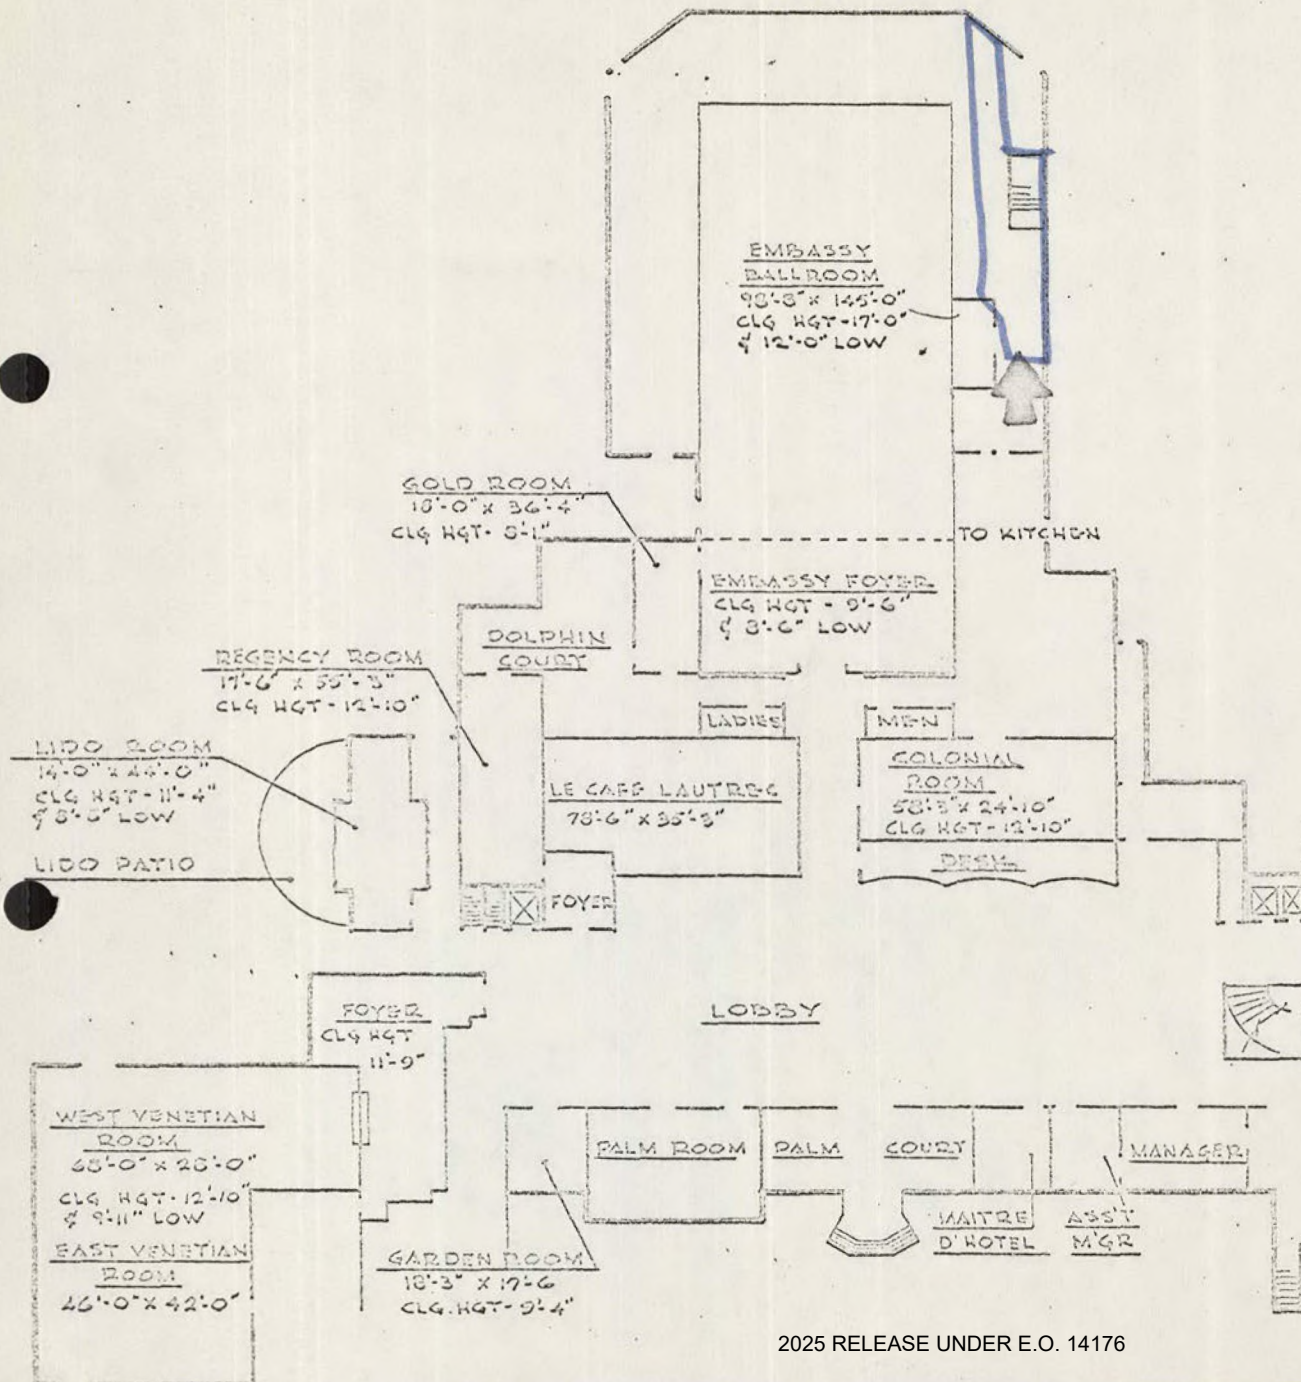 EMBASSY
BALLROOM
98'-8" x 145'-0"
CLG HGT-17'-0"
& 12'-0" LOW
GOLD ROOM
18'-0" x 36'-4"
CLG HGT- 8'-1"
TO KITCHEN
EMBASSY FOYER
CLG HGT - 9'-6"
& 8'-6" LOW
DOLPHIN
COURT
REGENCY ROOM
17'-6" x 55'-3"
CLG HGT-12'-10"
LADIES
MEN
LIDO ROOM
14'-0" x 44'-0"
CLG HGT-11'-4"
& 8'-8" LOW
LE CAFE LAUTREC
78'-6" x 35'-3"
COLONIAL
ROOM
58'-3" x 24'-10"
CLG HGT-12'-10"
LIDO PATIO
DESK
FOYER
FOYER
CLG HGT
11'-9"
LOBBY
WEST VENETIAN
ROOM
68'-0" x 28'-0"
CLG HGT-12'-10"
& 9'-11" LOW
EAST VENETIAN
ROOM
46'-0" x 42'-0"
PALM ROOM
PALM COURT
MANAGER
MAITRE
D'HOTEL
ASS'T
M'GR
GARDEN ROOM
18'-3" x 17'-6
CLG.HGT-9'-4"
2025 RELEASE UNDER E.O. 14176